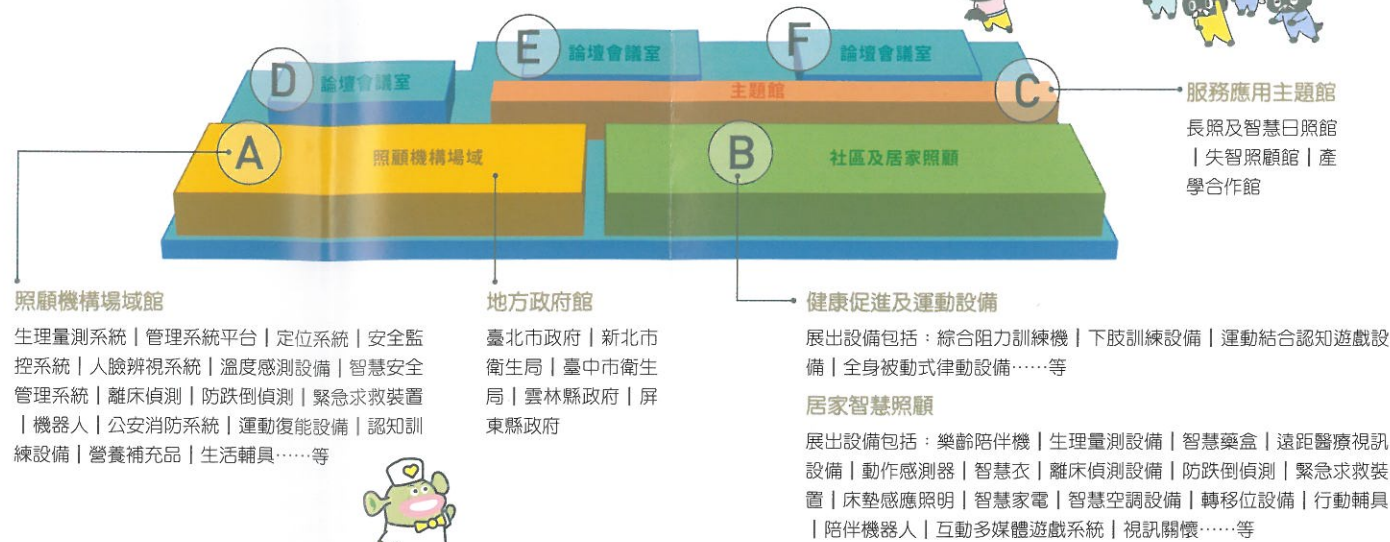 E
論壇會議室
F
論壇會議室
D
論壇會議室
主題館
C
服務應用主題館
長照及智慧日照館
|失智照顧館|產
學合作館
A
照顧機構場域
B
社區及居家照顧
照顧機構場域館
生理量測系統|管理系統平台|定位系統|安全監
控系統|人臉辨視系統|溫度感測設備|智慧安全
管理系統|離床偵測|防跌倒偵測|緊急求救裝置
|機器人|公安消防系統|運動復能設備|認知訓
練設備|營養補充品|生活輔具……等
地方政府館
臺北市政府|新北市
衛生局|臺中市衛生
局|雲林縣政府|屏
東縣政府
健康促進及運動設備
展出設備包括:綜合阻力訓練機|下肢訓練設備|運動結合認知遊戲設
備|全身被動式律動設備……等
居家智慧照顧
展出設備包括:樂齡陪伴機|生理量測設備|智慧藥盒|遠距醫療視訊
設備|動作感測器|智慧衣|離床偵測設備|防跌倒偵測|緊急求救裝
置|床墊感應照明|智慧家電|智慧空調設備|轉移位設備|行動輔具
|陪伴機器人|互動多媒體遊戲系統|視訊關懷……等